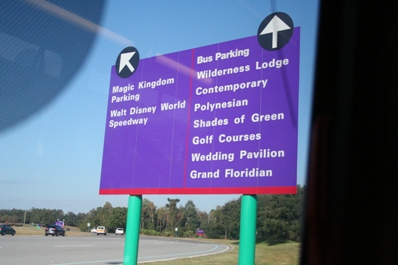 Magic Kingdom
Parking
Walt Disney World
Speedway
Bus Parking
Wilderness Lodge
Contemporary
Polynesian
Shades of Green
Golf Courses
Wedding Pavilion
Grand Floridian